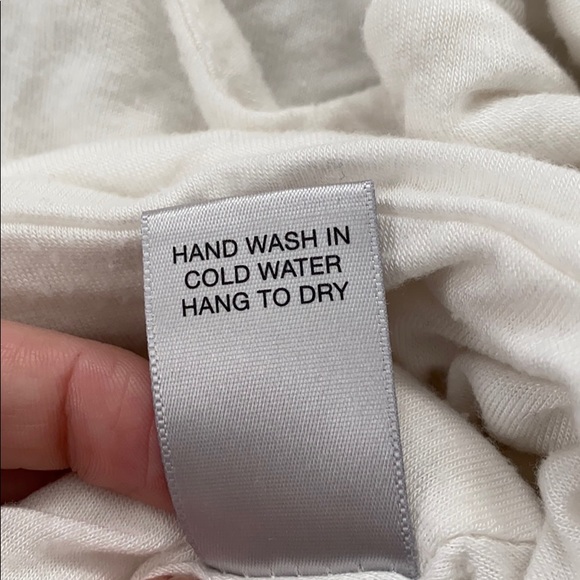 HAND WASH IN
COLD WATER
HANG TO DRY